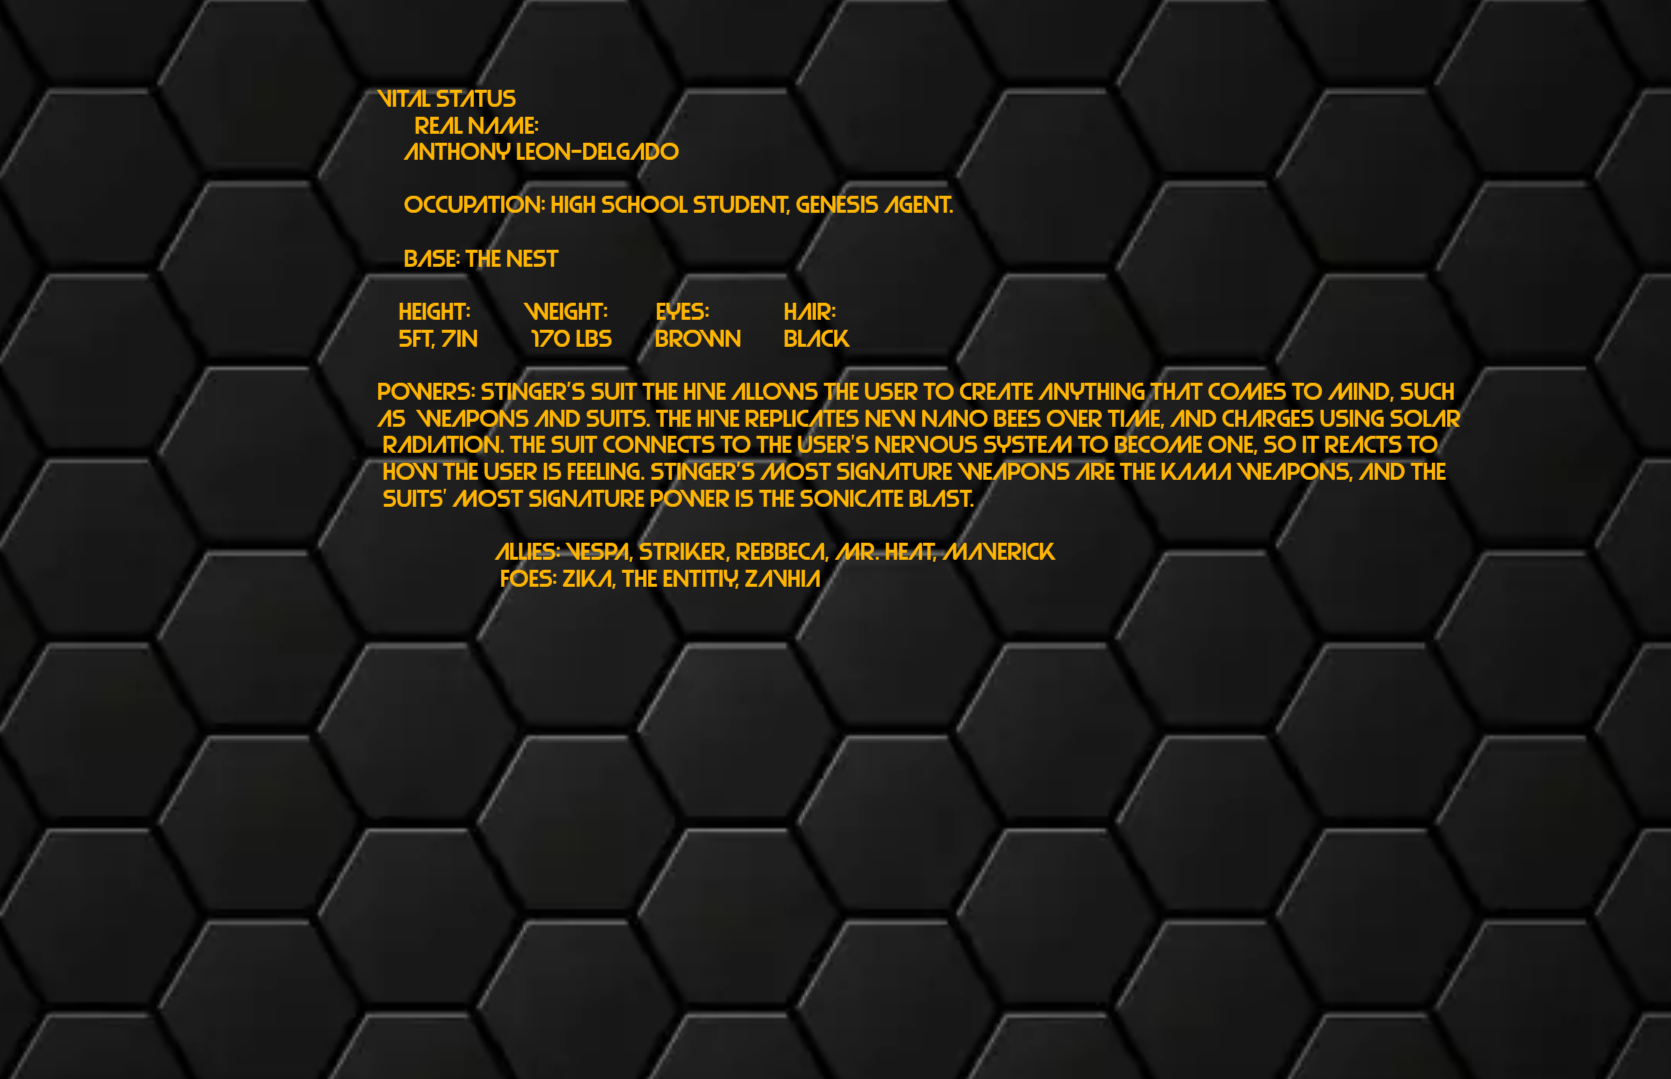 VITAL STATUS
REAL NAME:
ANTHONY LEON-DELGADO
OCCUPATION: HIGH SCHOOL STUDENT, GENESIS AGENT.
BASE: THE NEST
HEIGHT: WEIGHT: EYES: HAIR:
5FT, 7IN 170 LBS BROWN BLACK
POWERS: STINGER'S SUIT THE HIVE ALLOWS THE USER TO CREATE ANYTHING THAT COMES TO MIND, SUCH
AS WEAPONS AND SUITS. THE HIVE REPLICATES NEW NANO BEES OVER TIME, AND CHARGES USING SOLAR
RADIATION. THE SUIT CONNECTS TO THE USER'S NERVOUS SYSTEM TO BECOME ONE, SO IT REACTS TO
HOW THE USER IS FEELING. STINGER'S MOST SIGNATURE WEAPONS ARE THE KAMA WEAPONS, AND THE
SUITS' MOST SIGNATURE POWER IS THE SONICATE BLAST.
ALLIES: VESPA, STRIKER, REBBECA, MR. HEAT, MAVERICK
FOES: ZIKA, THE ENTITIY, ZAVHIA